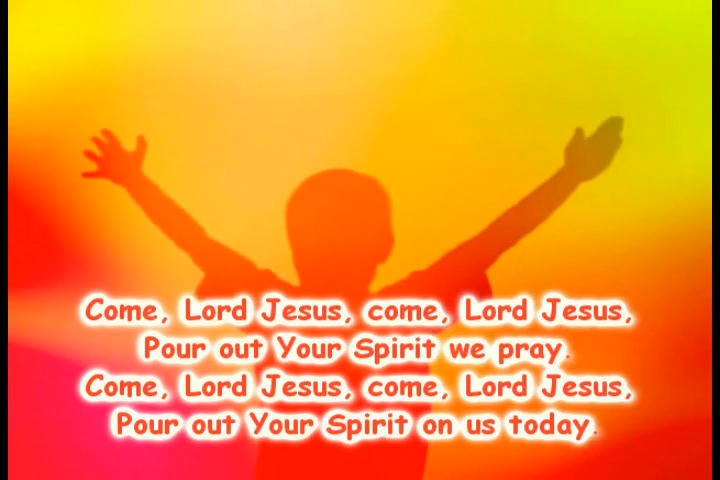 Come, Lord Jesus, come, Lord Jesus,
Pour out Your Spirit we pray.
Come, Lord Jesus, come, Lord Jesus,
Pour out Your Spirit on us today.